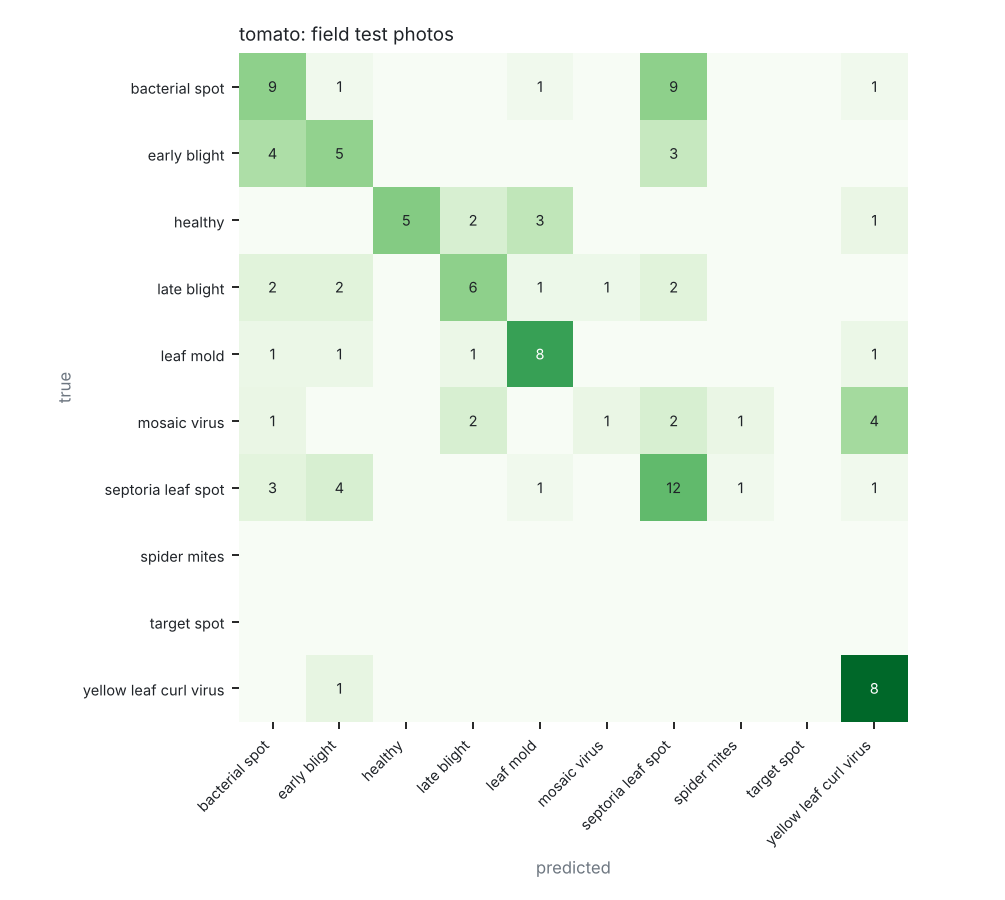 tomato: field test photos
bacterial spot 9 1 1 9 1
early blight 4 5 3
healthy 5 2 3 1
late blight 2 2 6 1 1 2
leaf mold 1 1 1 8 1
mosaic virus 1 2 1 2 1 4
septoria leaf spot 3 4 1 12 1 1
spider mites
target spot
yellow leaf curl virus 1 8
true
bacterial spot
early blight
healthy
late blight
leaf mold
mosaic virus
septoria leaf spot
spider mites
target spot
yellow leaf curl virus
predicted